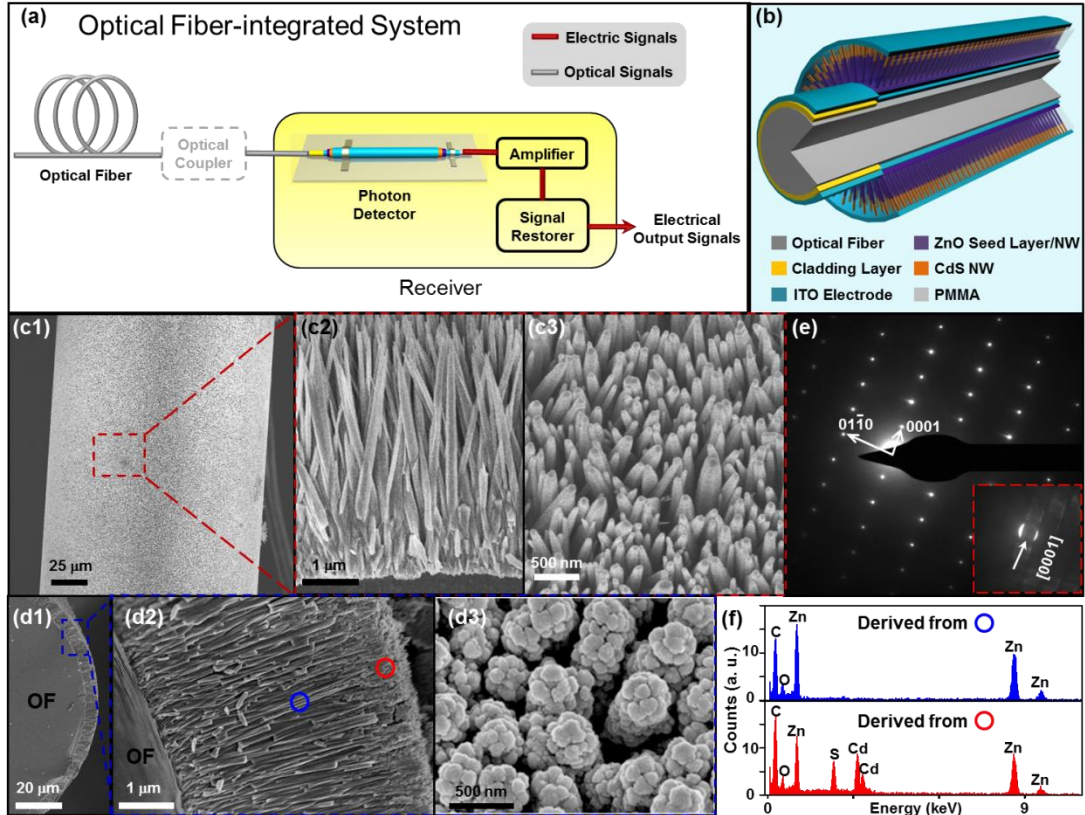 (a)
Optical Fiber-integrated System
Electric Signals
Optical Signals
Optical Fiber
Optical
Coupler
Photon
Detector
Amplifier
Signal
Restorer
Electrical
Output Signals
Receiver
(b)
Optical Fiber
ZnO Seed Layer/NW
Cladding Layer
CdS NW
ITO Electrode
PMMA
(c1)
25 μm
(c2)
1 μm
(c3)
500 nm
(e)
011̄0
0001
[0001]
(d1)
OF
20 μm
(d2)
OF
1 μm
(d3)
500 nm
(f)
Derived from
C
Zn
O
Zn
Zn
10
0
Derived from
C
Zn
O
S
Cd
Cd
Zn
Zn
10
0
Counts (a. u.)
0
9
Energy (keV)